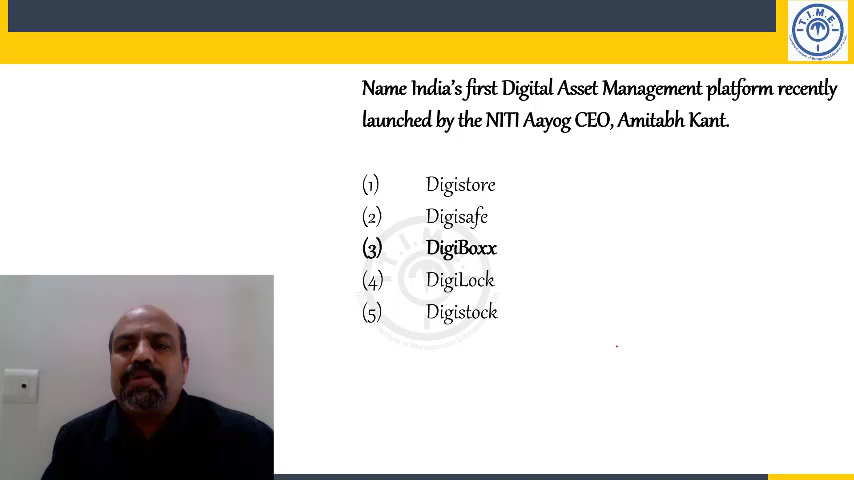 T.I.M.E.
Name India's first Digital Asset Management platform recently
launched by the NITI Aayog CEO, Amitabh Kant.
(1) Digistore
(2) Digisafe
(3) DigiBoxx
(4) DigiLock
(5) Digistock